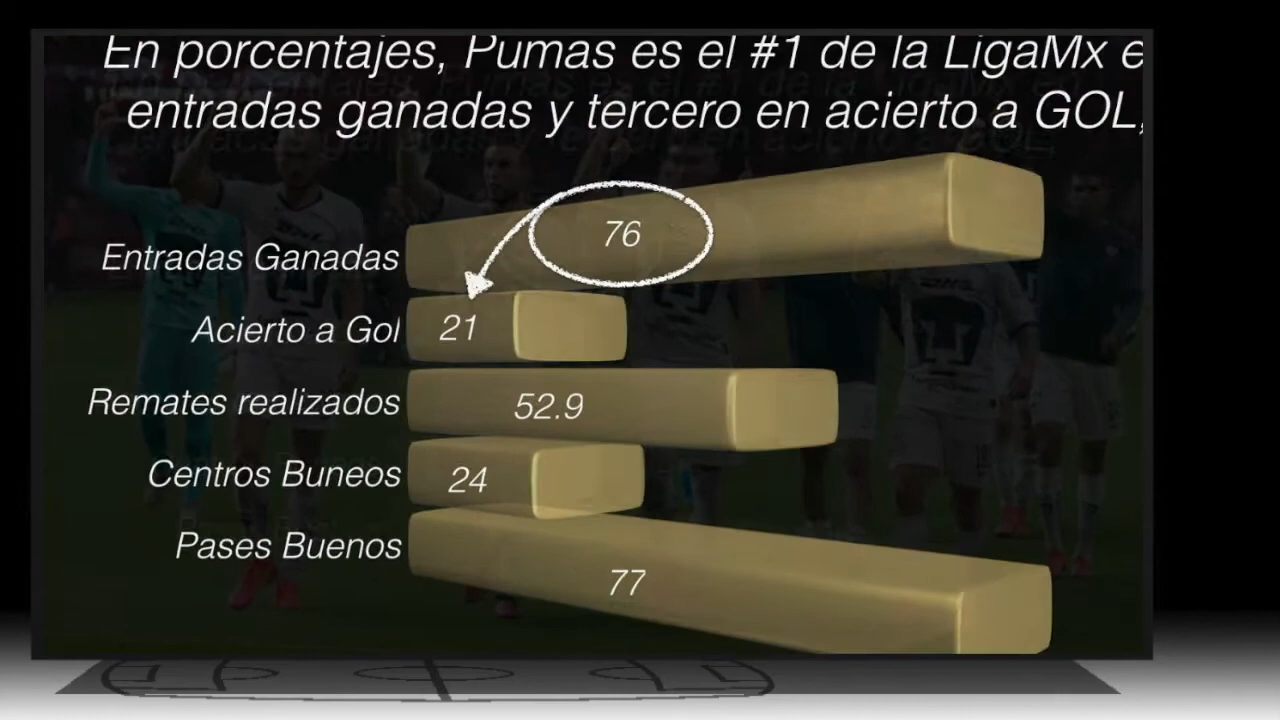 En porcentajes, Pumas es el #1 de la LigaMx e
entradas ganadas y tercero en acierto a GOL,
Entradas Ganadas 76
Acierto a Gol 21
Remates realizados 52.9
Centros Buneos 24
Pases Buenos 77